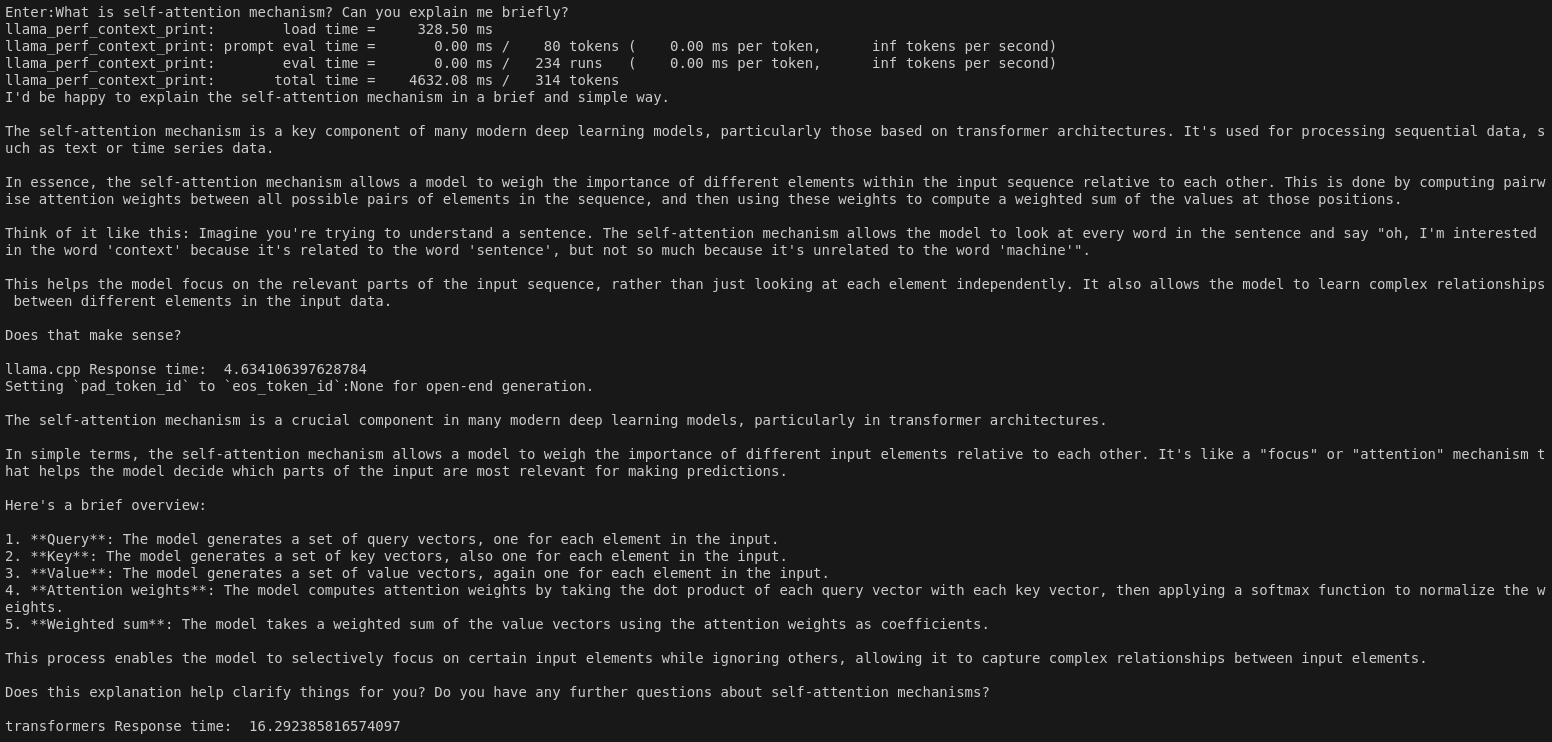 Enter:What is self-attention mechanism? Can you explain me briefly?
llama_perf_context_print:        load time =     328.50 ms
llama_perf_context_print: prompt eval time =       0.00 ms /    80 tokens (    0.00 ms per token,      inf tokens per second)
llama_perf_context_print:        eval time =       0.00 ms /   234 runs   (    0.00 ms per token,      inf tokens per second)
llama_perf_context_print:       total time =    4632.08 ms /   314 tokens
I'd be happy to explain the self-attention mechanism in a brief and simple way.

The self-attention mechanism is a key component of many modern deep learning models, particularly those based on transformer architectures. It's used for processing sequential data, s
uch as text or time series data.

In essence, the self-attention mechanism allows a model to weigh the importance of different elements within the input sequence relative to each other. This is done by computing pairw
ise attention weights between all possible pairs of elements in the sequence, and then using these weights to compute a weighted sum of the values at those positions.

Think of it like this: Imagine you're trying to understand a sentence. The self-attention mechanism allows the model to look at every word in the sentence and say "oh, I'm interested
in the word 'context' because it's related to the word 'sentence', but not so much because it's unrelated to the word 'machine'".

This helps the model focus on the relevant parts of the input sequence, rather than just looking at each element independently. It also allows the model to learn complex relationships
 between different elements in the input data.

Does that make sense?

llama.cpp Response time:  4.634106397628784
Setting `pad_token_id` to `eos_token_id`:None for open-end generation.

The self-attention mechanism is a crucial component in many modern deep learning models, particularly in transformer architectures.

In simple terms, the self-attention mechanism allows a model to weigh the importance of different input elements relative to each other. It's like a "focus" or "attention" mechanism t
hat helps the model decide which parts of the input are most relevant for making predictions.

Here's a brief overview:

1. **Query**: The model generates a set of query vectors, one for each element in the input.
2. **Key**: The model generates a set of key vectors, also one for each element in the input.
3. **Value**: The model generates a set of value vectors, again one for each element in the input.
4. **Attention weights**: The model computes attention weights by taking the dot product of each query vector with each key vector, then applying a softmax function to normalize the w
eights.
5. **Weighted sum**: The model takes a weighted sum of the value vectors using the attention weights as coefficients.

This process enables the model to selectively focus on certain input elements while ignoring others, allowing it to capture complex relationships between input elements.

Does this explanation help clarify things for you? Do you have any further questions about self-attention mechanisms?

transformers Response time:  16.292385816574097